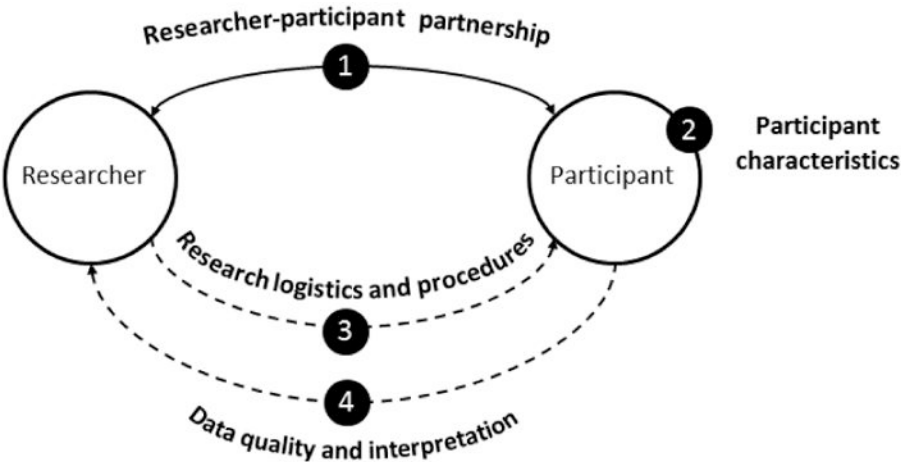 Researcher-participant partnership
1
2
Participant
characteristics
Researcher
Participant
Research logistics and procedures
3
4
Data quality and interpretation